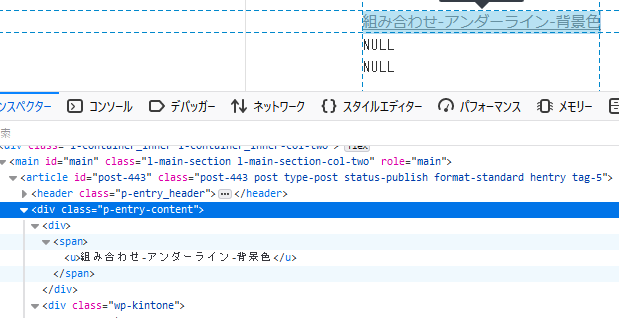 組み合わせ-アンダーライン-背景色
NULL
NULL
ンスペクター コンソール デバッガー ネットワーク スタイルエディター パフォーマンス メモリー
索
<div class="l-container_inner l-container_inner-col-two"> flex
<main id="main" class="l-main-section l-main-section-col-two" role="main">
<article id="post-443" class="post-443 post type-post status-publish format-standard hentry tag-5">
<header class="p-entry_header"> ... </header>
<div class="p-entry-content">
<div>
<span>
<u>組み合わせ-アンダーライン-背景色</u>
</span>
</div>
<div class="wp-kintone">